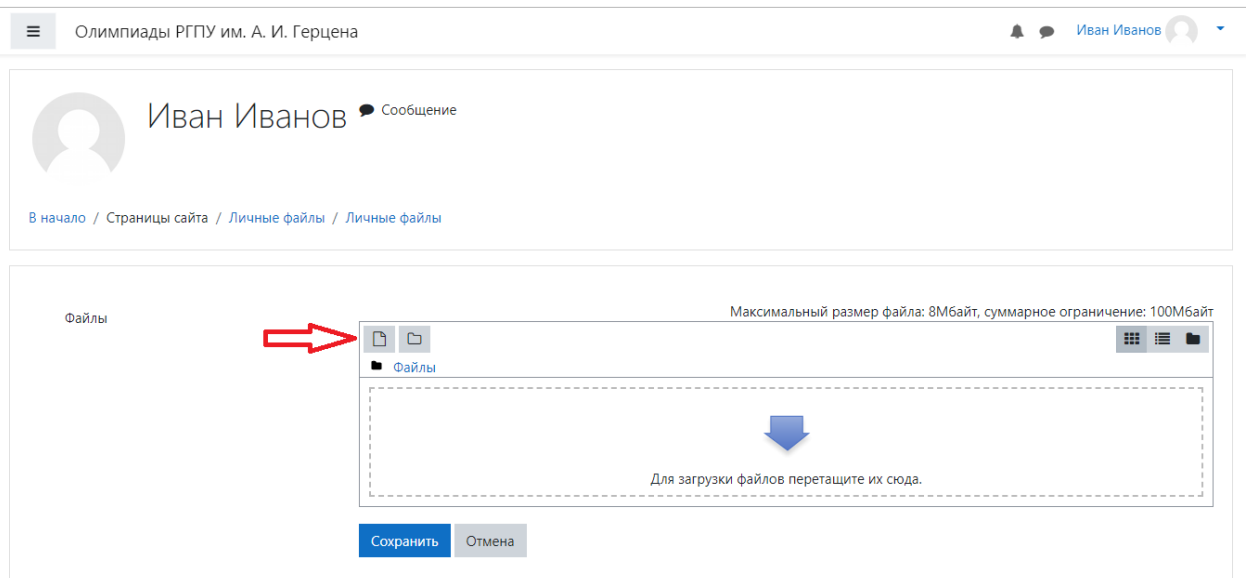 Олимпиады РГПУ им. А. И. Герцена
Иван Иванов
Иван Иванов
Сообщение
В начало / Страницы сайта / Личные файлы / Личные файлы
Файлы
Максимальный размер файла: 8Мбайт, суммарное ограничение: 100Мбайт
Файлы
Для загрузки файлов перетащите их сюда.
Сохранить
Отмена